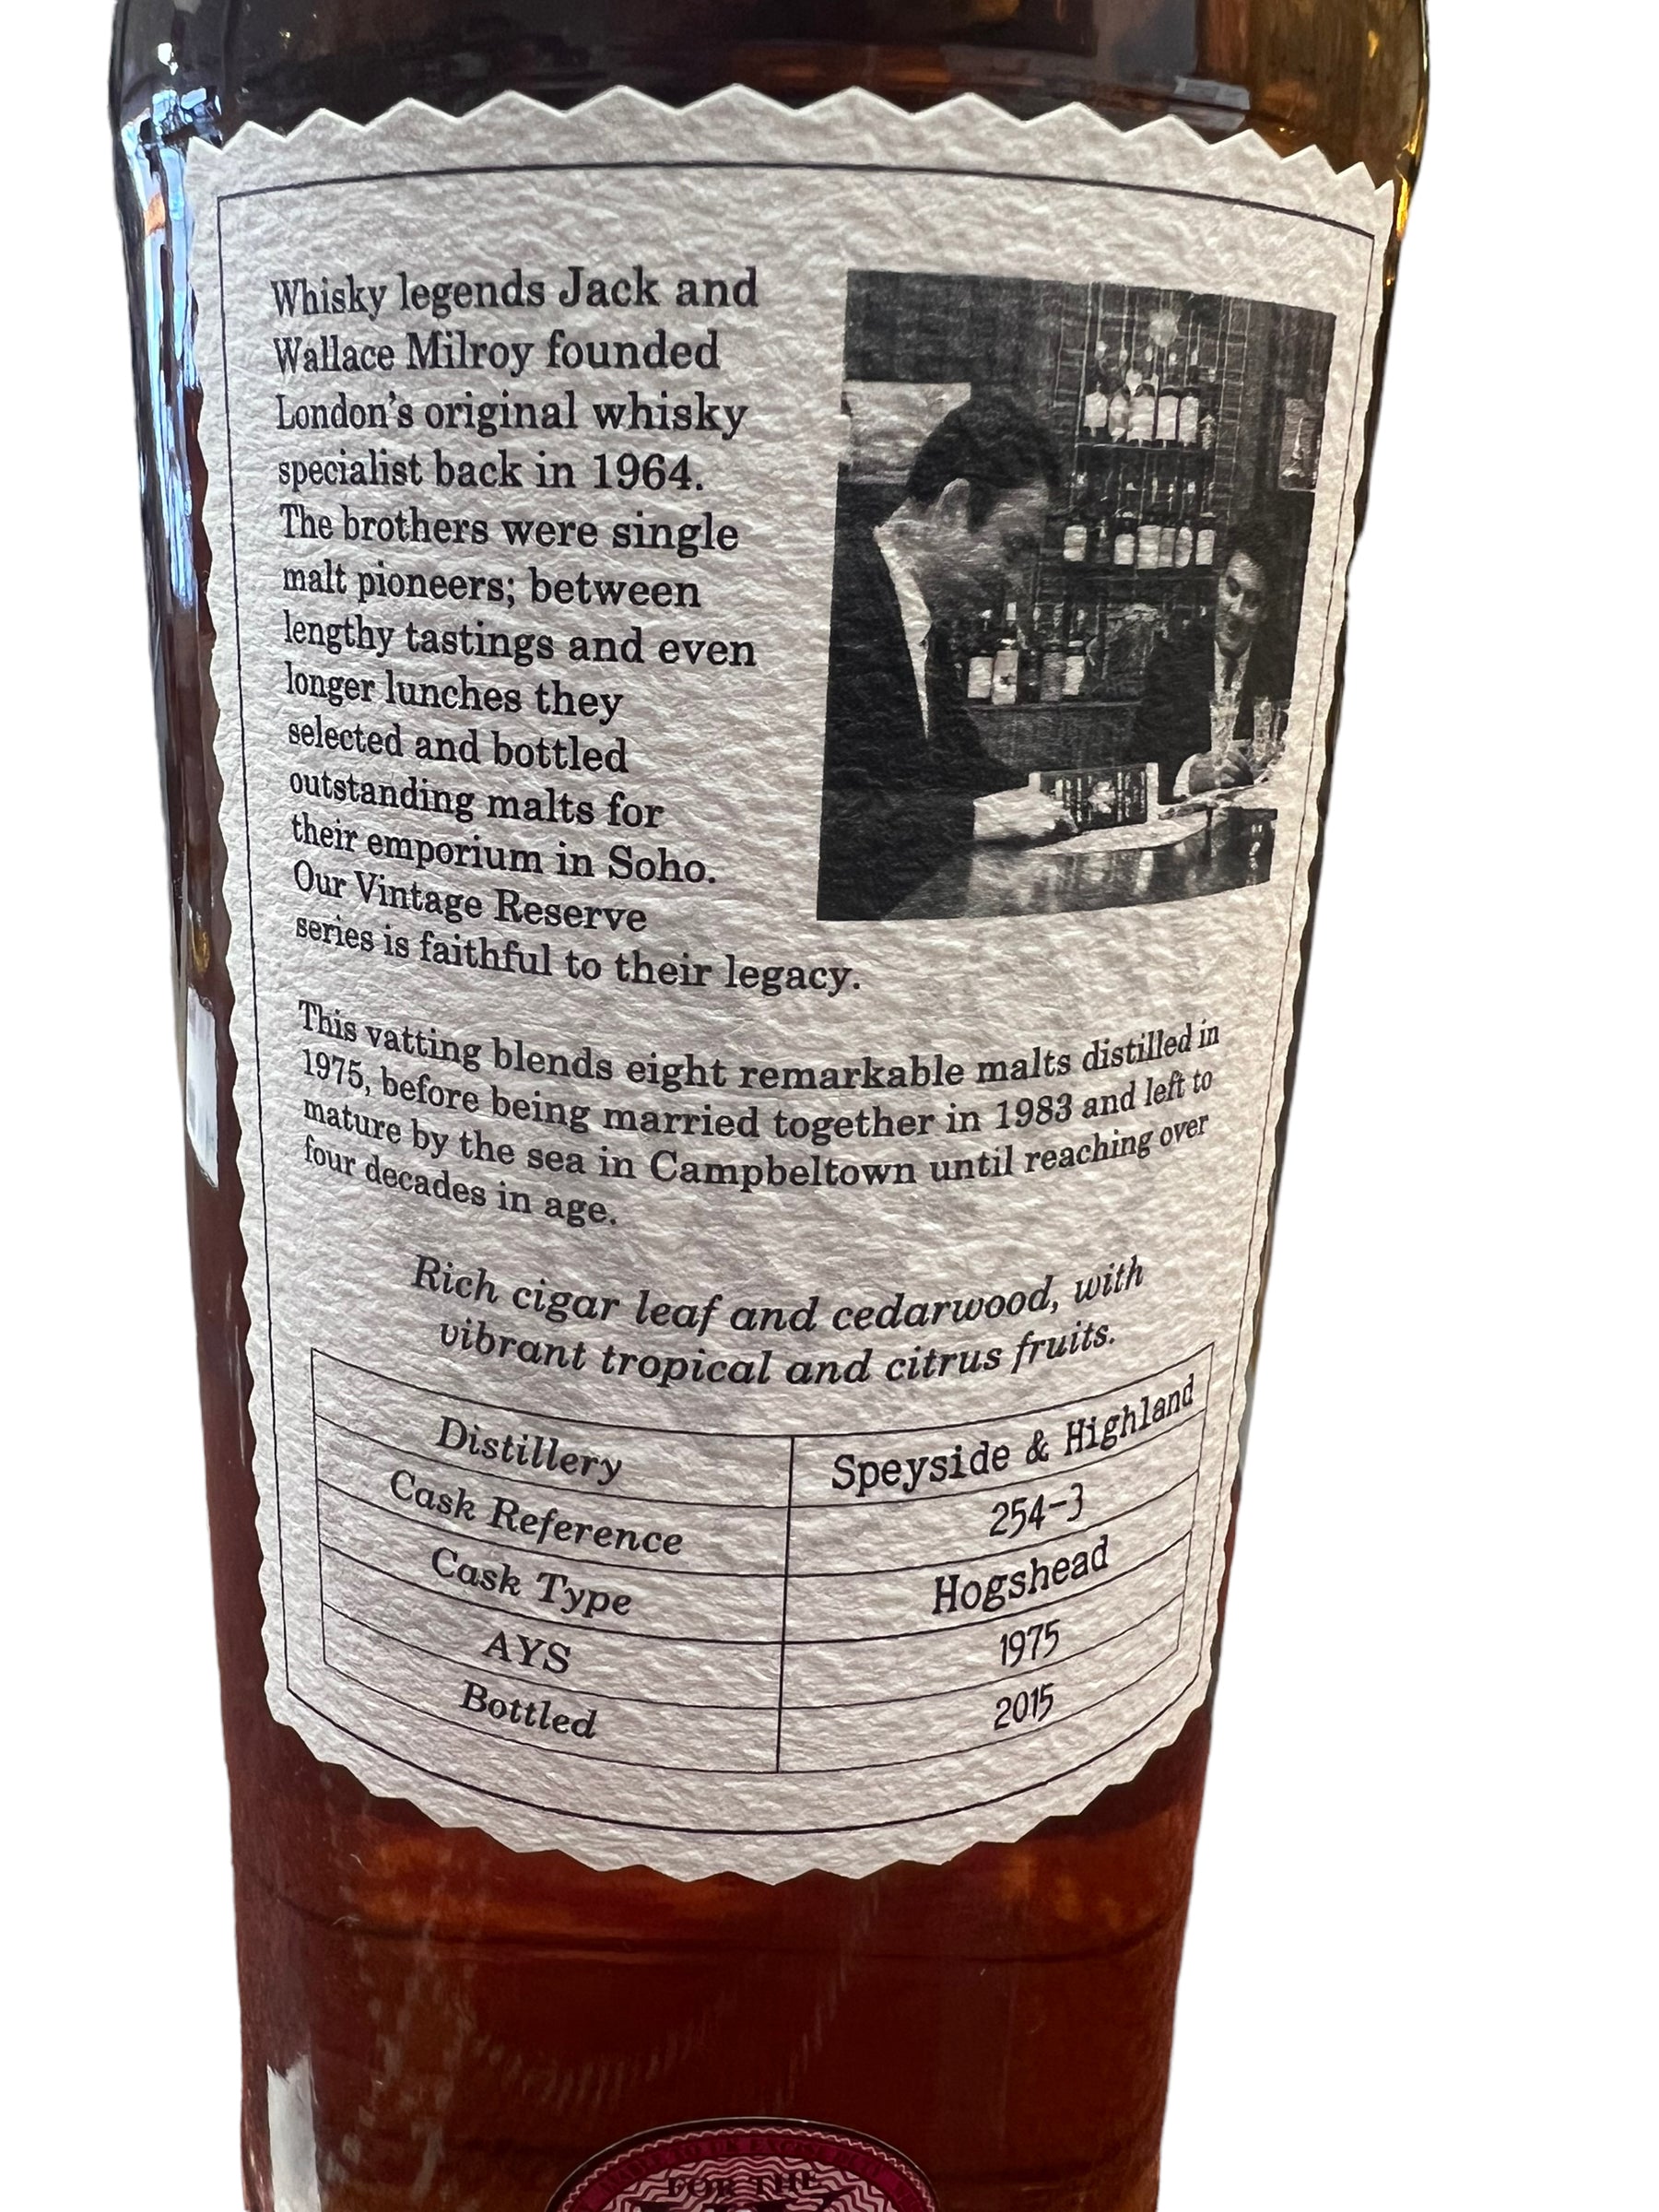 Whisky legends Jack and
Wallace Milroy founded
London's original whisky
specialist back in 1964.
The brothers were single
malt pioneers; between
lengthy tastings and even
longer lunches they
selected and bottled
outstanding malts for
their emporium in Soho.
Our Vintage Reserve
series is faithful to their legacy.
This vatting blends eight remarkable malts distilled in
1975, before being married together in 1983 and left to
mature by the sea in Campbeltown until reaching over
four decades in age.
Rich cigar leaf and cedarwood, with
vibrant tropical and citrus fruits.
Distillery Speyside & Highland
Cask Reference 254-3
Cask Type Hogshead
AYS 1975
Bottled 2015
TO UK EXCISE DUTY
FOR THE